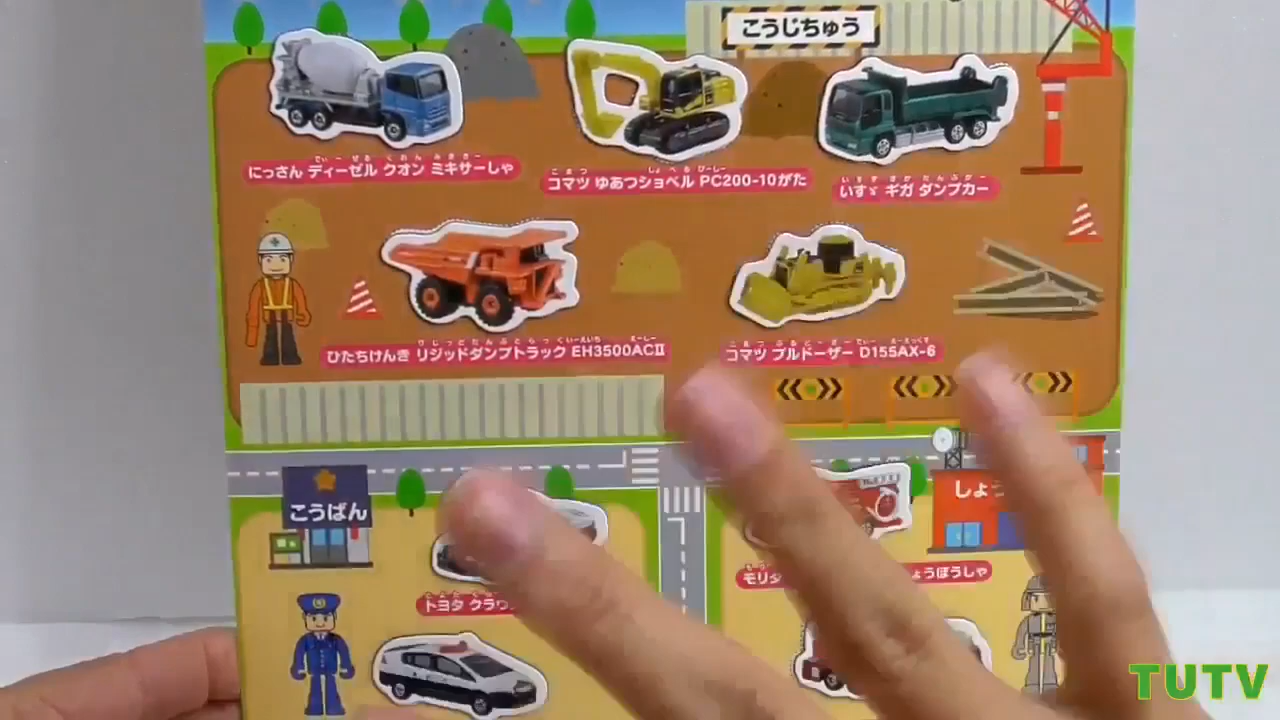 こうじちゅう
にっさん ディーゼル クオン ミキサーしゃ
コマツ ゆあつショベル PC200-10がた
いすゞ ギガ ダンプカー
ひたちけんき リジッドダンプトラック EH3500ACⅡ
コマツ ブルドーザー D155AX-6
こうばん
しょ
トヨタ クラウ
モリタ
ょうぼうしゃ
TUTV